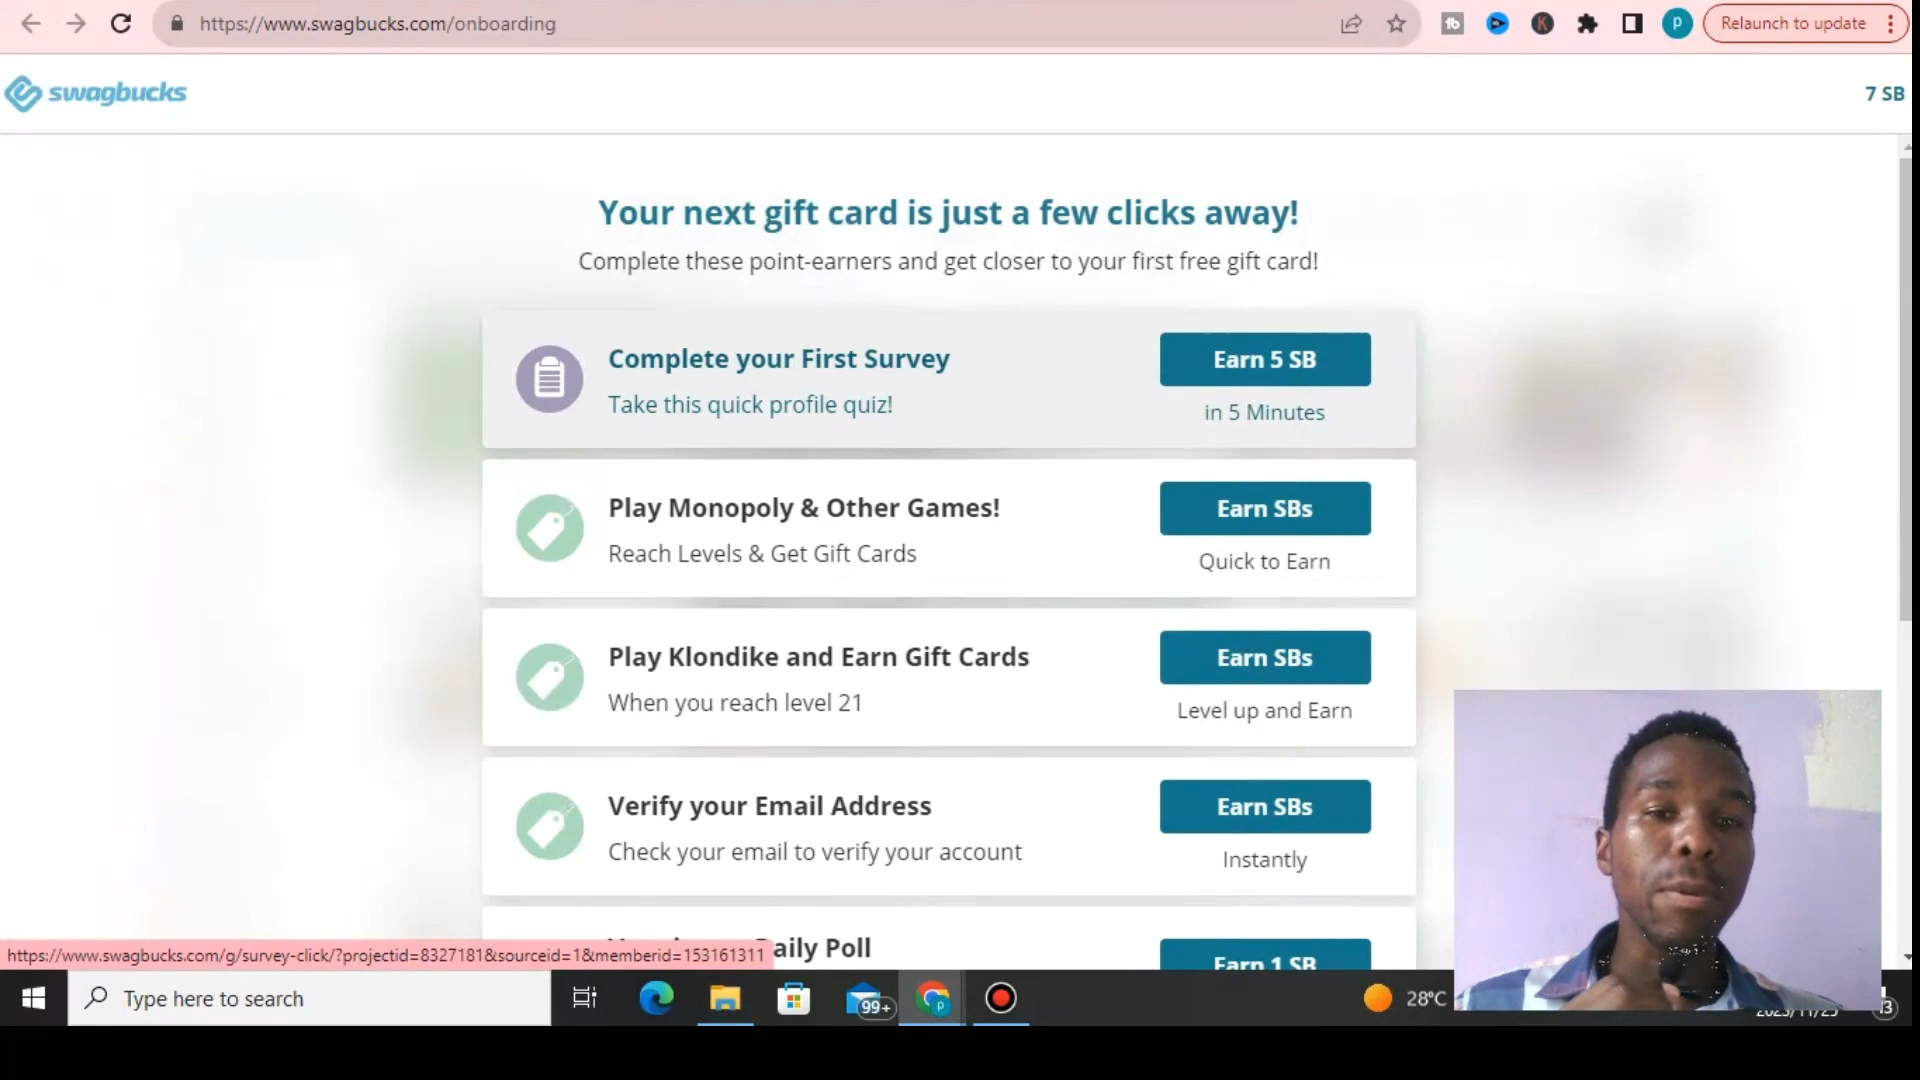 https://www.swagbucks.com/onboarding
Relaunch to update
swagbucks
7 SB
Your next gift card is just a few clicks away!
Complete these point-earners and get closer to your first free gift card!
Complete your First Survey
Earn 5 SB
Take this quick profile quiz!
in 5 Minutes
Play Monopoly & Other Games!
Earn SBs
Reach Levels & Get Gift Cards
Quick to Earn
Play Klondike and Earn Gift Cards
Earn SBs
When you reach level 21
Level up and Earn
Verify your Email Address
Earn SBs
Check your email to verify your account
Instantly
Daily Poll
Earn 1 SB
https://www.swagbucks.com/g/survey-click/?projectid=8327181&sourceid=1&memberid=153161311
Type here to search
99+
28°C